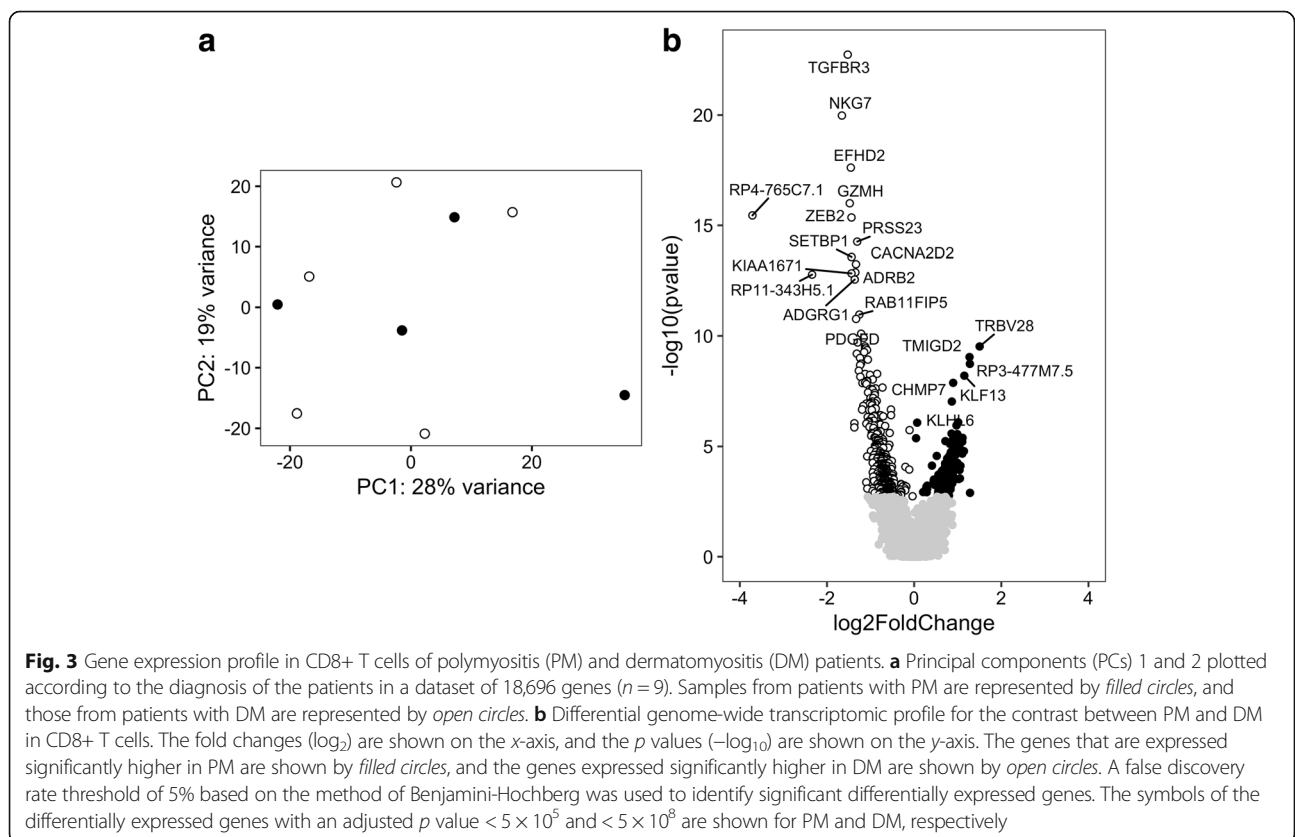 a
PC2: 19% variance
20
10
0
-10
-20
-20
0
20
PC1: 28% variance
b
-log10(pvalue)
20
15
10
5
0
TGFBR3
NKG7
EFHD2
RP4-765C7.1
GZMH
ZEB2
PRSS23
SETBP1
CACNA2D2
KIAA1671
ADRB2
RP11-343H5.1
RAB11FIP5
ADGRG1
PDGFD
TRBV28
TMIGD2
RP3-477M7.5
CHMP7
KLF13
KLHL6
-4
-2
0
2
4
log2FoldChange
Fig. 3 Gene expression profile in CD8+ T cells of polymyositis (PM) and dermatomyositis (DM) patients. a Principal components (PCs) 1 and 2 plotted
according to the diagnosis of the patients in a dataset of 18,696 genes (n = 9). Samples from patients with PM are represented by filled circles, and
those from patients with DM are represented by open circles. b Differential genome-wide transcriptomic profile for the contrast between PM and DM
in CD8+ T cells. The fold changes (log₂) are shown on the x-axis, and the p values (−log₁₀) are shown on the y-axis. The genes that are expressed
significantly higher in PM are shown by filled circles, and the genes expressed significantly higher in DM are shown by open circles. A false discovery
rate threshold of 5% based on the method of Benjamini-Hochberg was used to identify significant differentially expressed genes. The symbols of the
differentially expressed genes with an adjusted p value < 5 × 10⁵ and < 5 × 10⁸ are shown for PM and DM, respectively